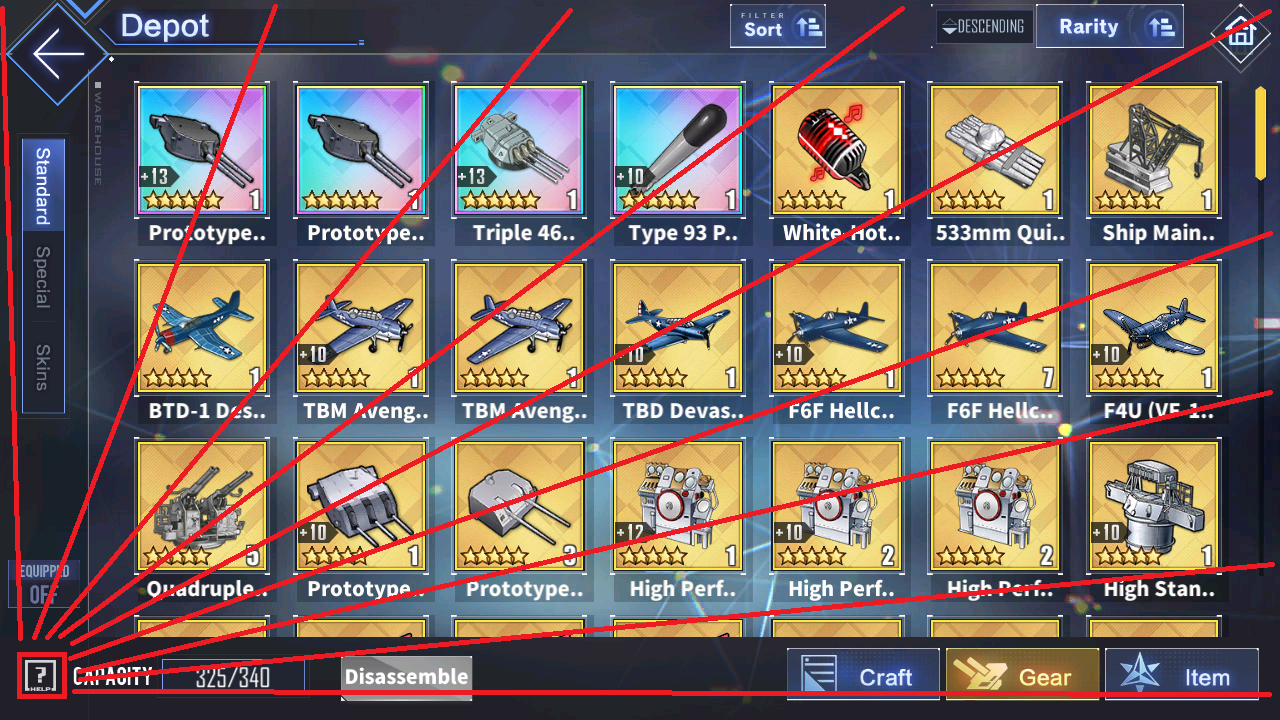 Depot
FILTER
Sort
DESCENDING
Rarity
WAREHOUSE
Standard
Special
Skins
+13
1
1
+13
1
+10
1
1
1
1
Prototype..
Prototype..
Triple 46..
Type 93 P..
White-Hot..
533mm Qui..
Ship Main..
1
+10
1
1
+10
1
+10
1
7
+10
1
BTD-1 Des..
TBM Aveng..
TBM Aveng..
TBD Devas..
F6F Hellc..
F6F Hellc..
F4U (VF-1..
5
+10
1
3
+12
1
+10
2
2
+10
1
Quadruple..
Prototype..
Prototype..
High Perf..
High Perf..
High Perf..
High Stan..
EQUIPPED
OFF
?
HELP
CAPACITY
325/340
Disassemble
Craft
Gear
Item